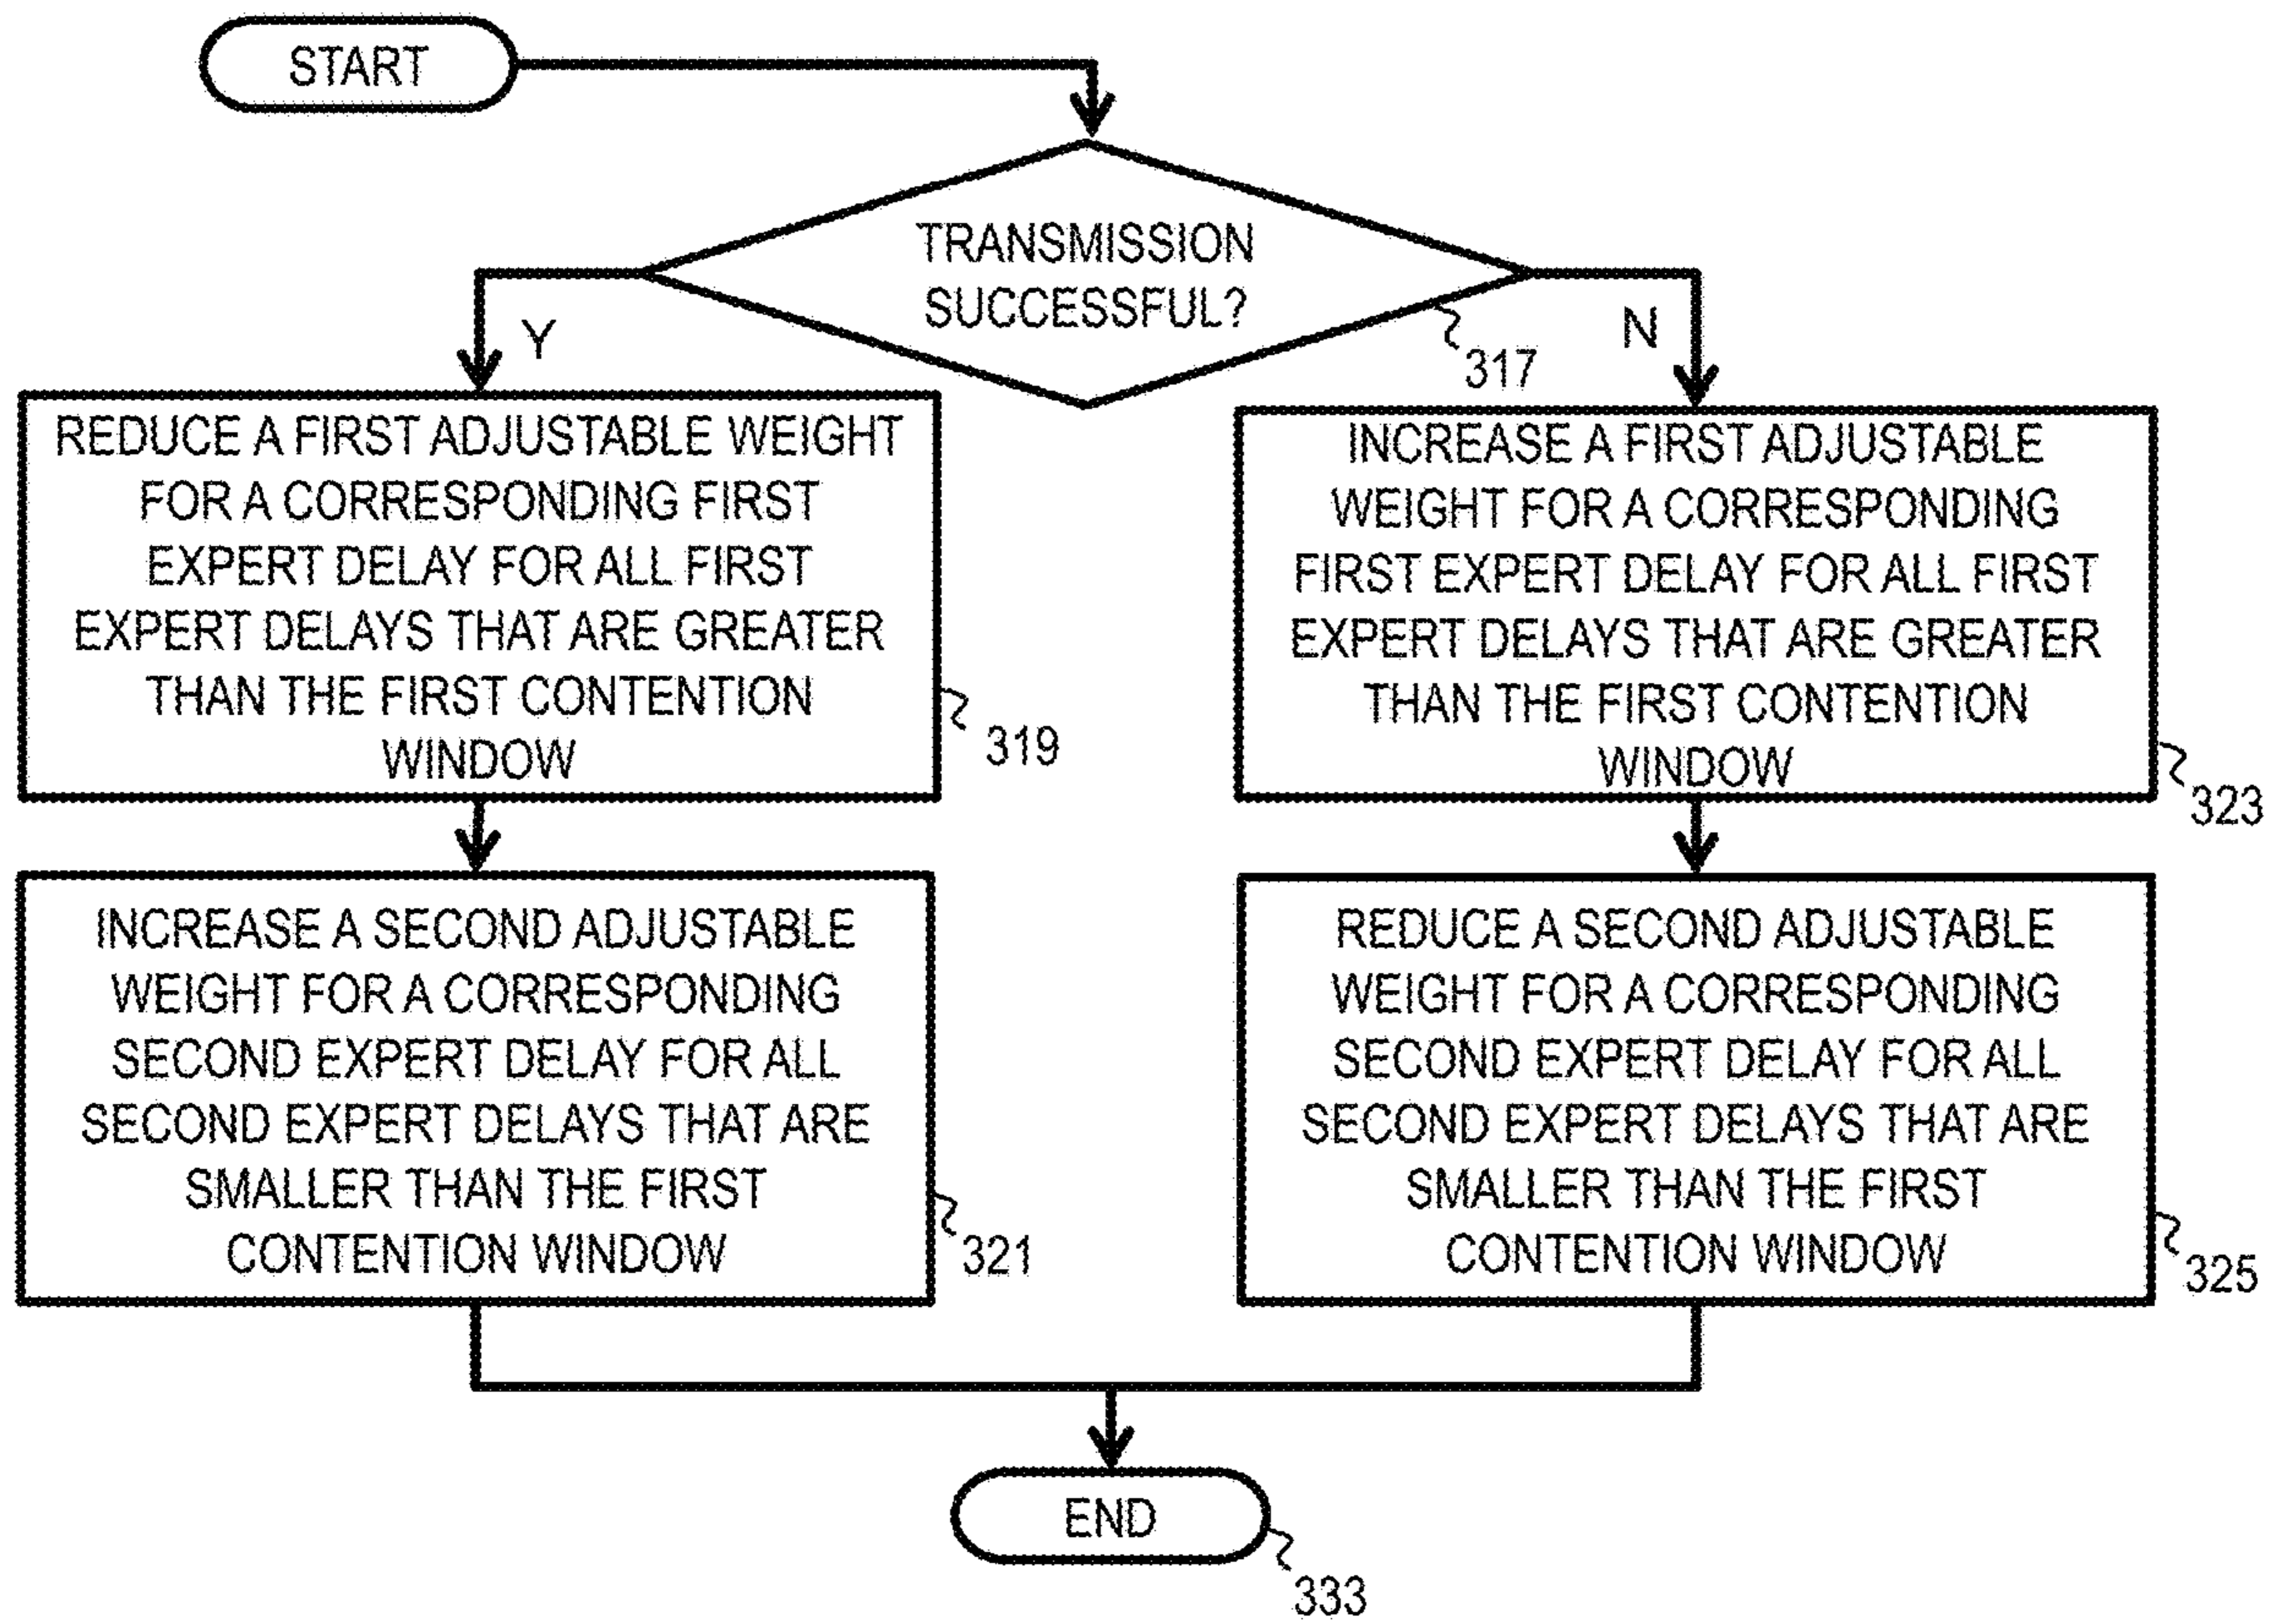 START
TRANSMISSION
SUCCESSFUL?
317
Y
N
REDUCE A FIRST ADJUSTABLE WEIGHT
FOR A CORRESPONDING FIRST
EXPERT DELAY FOR ALL FIRST
EXPERT DELAYS THAT ARE GREATER
THAN THE FIRST CONTENTION
WINDOW
319
INCREASE A FIRST ADJUSTABLE
WEIGHT FOR A CORRESPONDING
FIRST EXPERT DELAY FOR ALL FIRST
EXPERT DELAYS THAT ARE GREATER
THAN THE FIRST CONTENTION
WINDOW
323
INCREASE A SECOND ADJUSTABLE
WEIGHT FOR A CORRESPONDING
SECOND EXPERT DELAY FOR ALL
SECOND EXPERT DELAYS THAT ARE
SMALLER THAN THE FIRST
CONTENTION WINDOW
321
REDUCE A SECOND ADJUSTABLE
WEIGHT FOR A CORRESPONDING
SECOND EXPERT DELAY FOR ALL
SECOND EXPERT DELAYS THAT ARE
SMALLER THAN THE FIRST
CONTENTION WINDOW
325
END
333